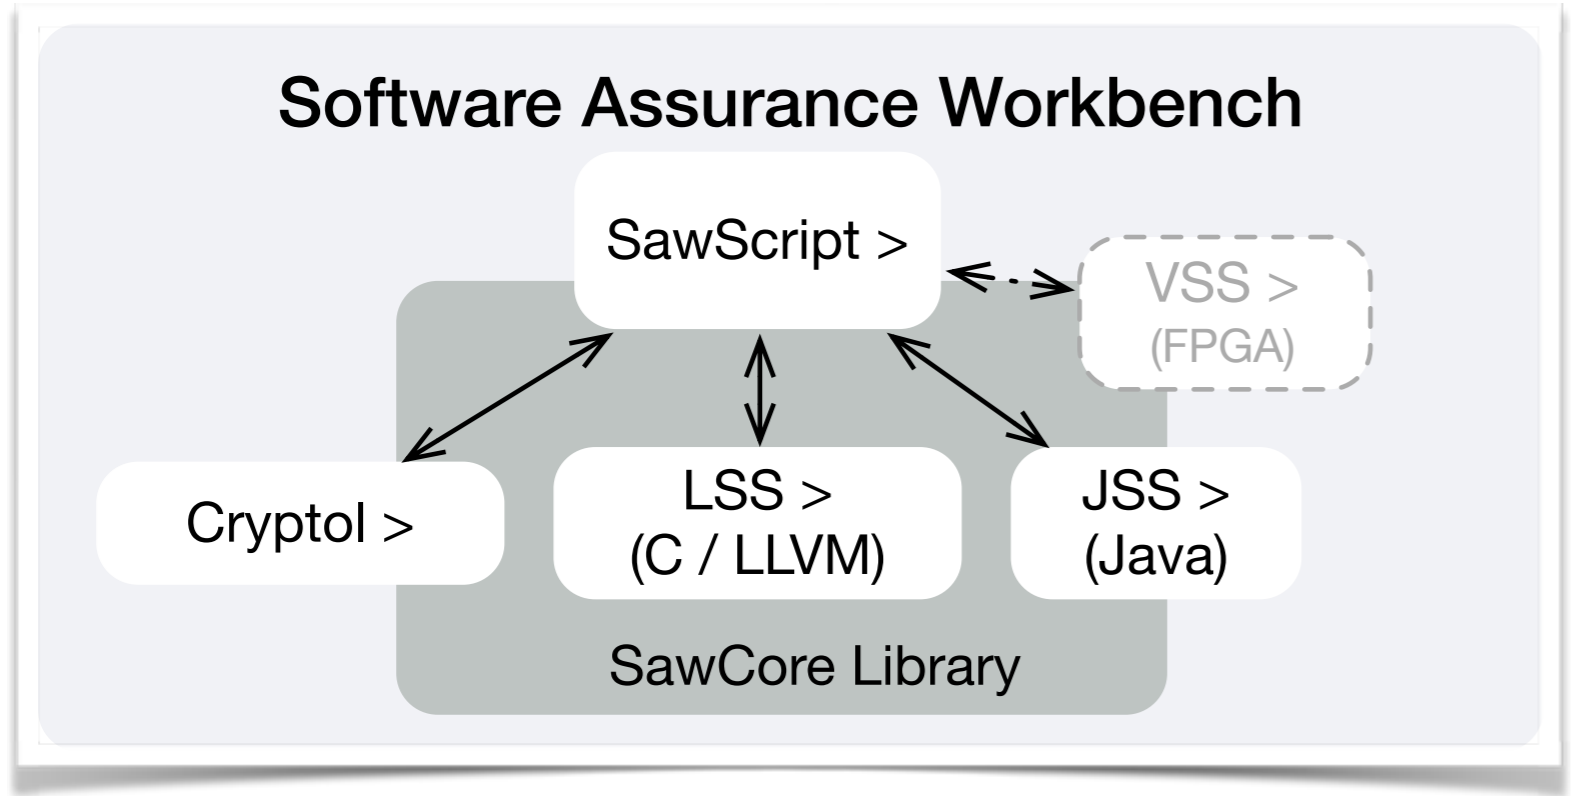 Software Assurance Workbench
SawScript >
VSS >
(FPGA)
Cryptol >
LSS >
(C / LLVM)
JSS >
(Java)
SawCore Library